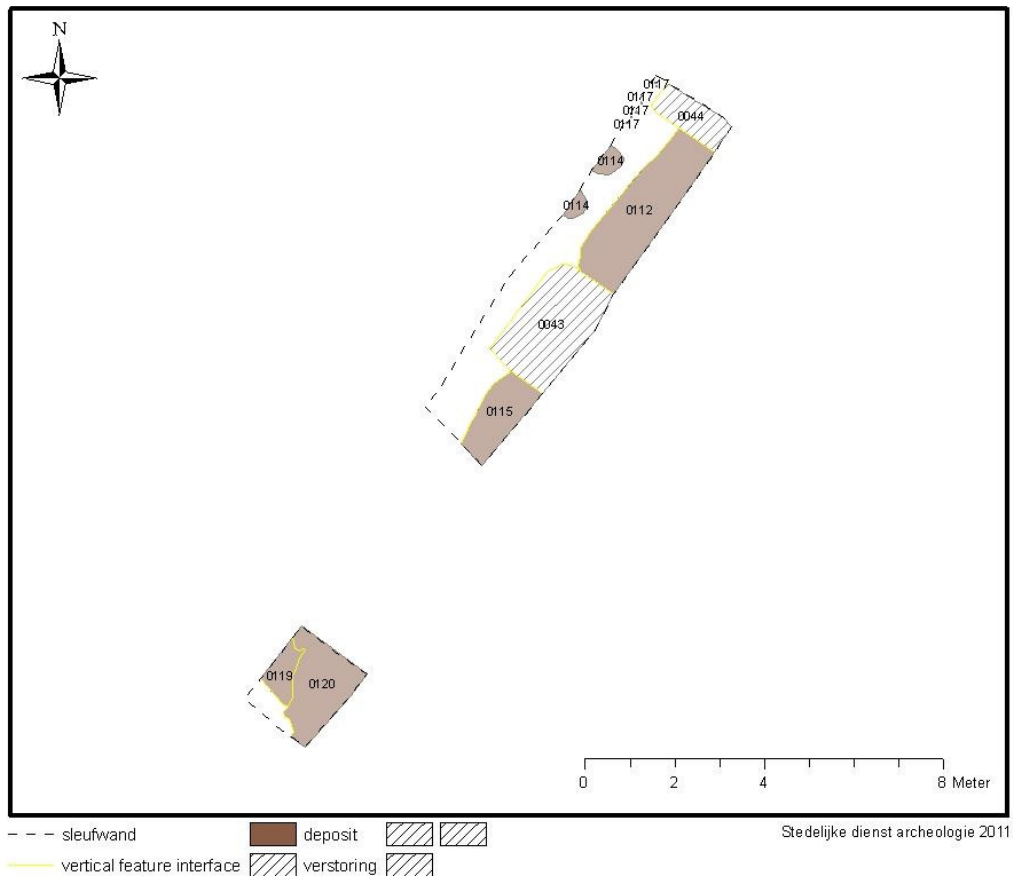 N
0117
0117
0117
0117
0044
0114
0114
0112
0043
0115
0119
0120
0 2 4 8 Meter
sleufwand deposit
Stedelijke dienst archeologie 2011
vertical feature interface verstoring